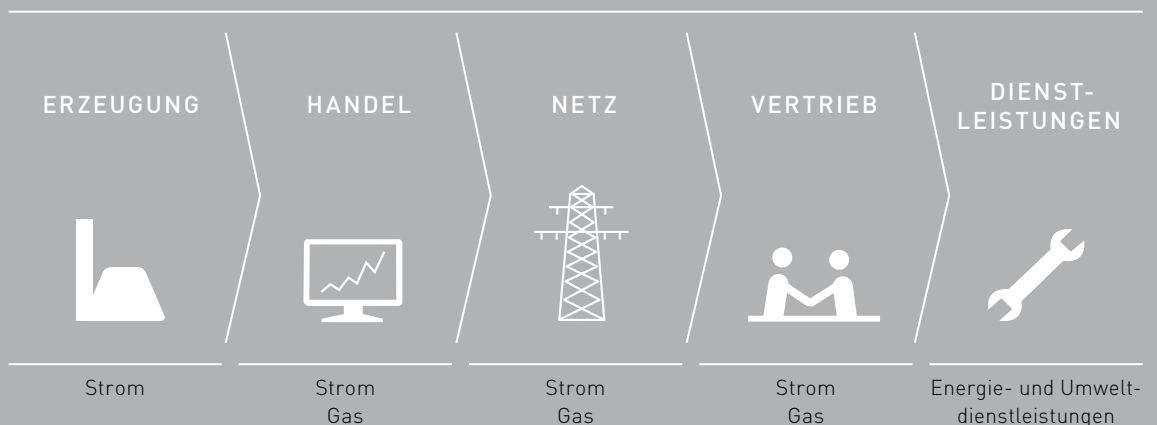 ERZEUGUNG
Strom
HANDEL
Strom
Gas
NETZ
Strom
Gas
VERTRIEB
Strom
Gas
DIENST-
LEISTUNGEN
Energie- und Umwelt-
dienstleistungen